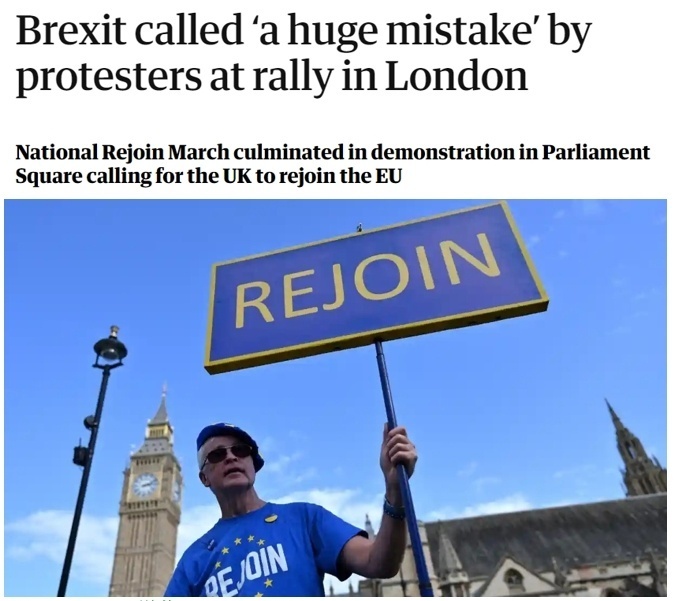 Brexit called ‘a huge mistake’ by
protesters at rally in London
National Rejoin March culminated in demonstration in Parliament
Square calling for the UK to rejoin the EU
REJOIN
REJOIN